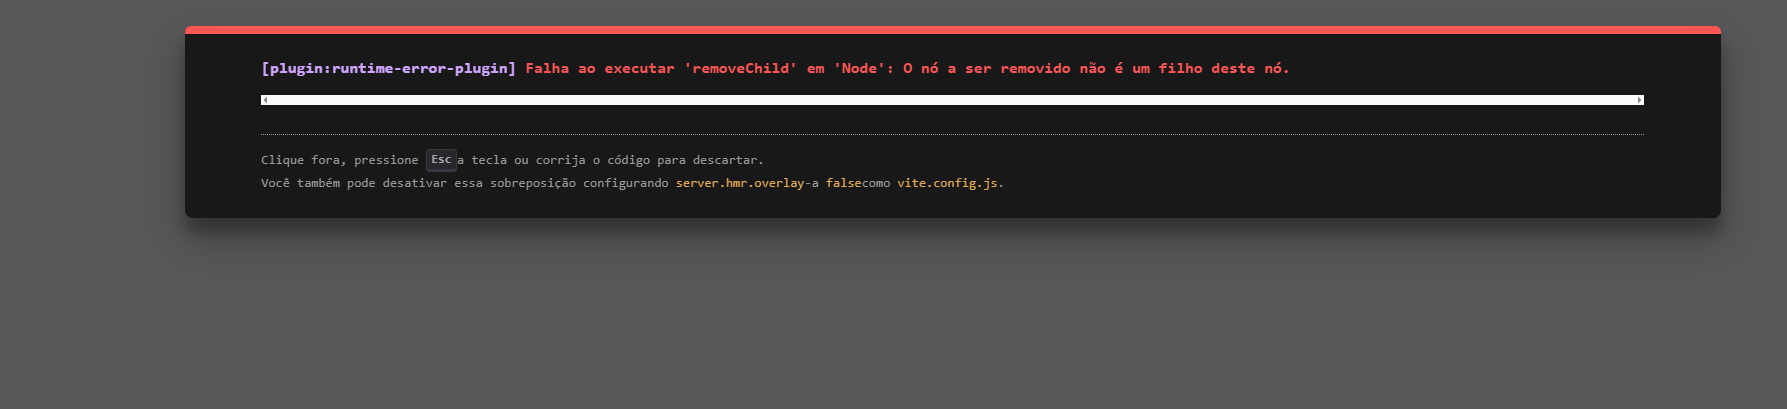 [plugin:runtime-error-plugin] Falha ao executar 'removeChild' em 'Node': O nó a ser removido não é um filho deste nó.
Clique fora, pressione Esc a tecla ou corrija o código para descartar.
Você também pode desativar essa sobreposição configurando server.hmr.overlay-a falsecomo vite.config.js.